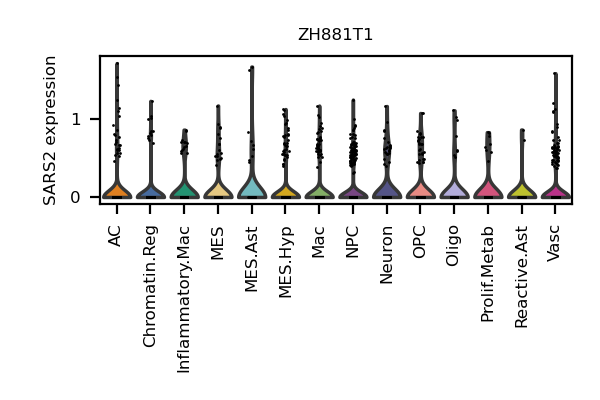 ZH881T1
SARS2 expression
1
0
AC
Chromatin.Reg
Inflammatory.Mac
MES
MES.Ast
MES.Hyp
Mac
NPC
Neuron
OPC
Oligo
Prolif.Metab
Reactive.Ast
Vasc